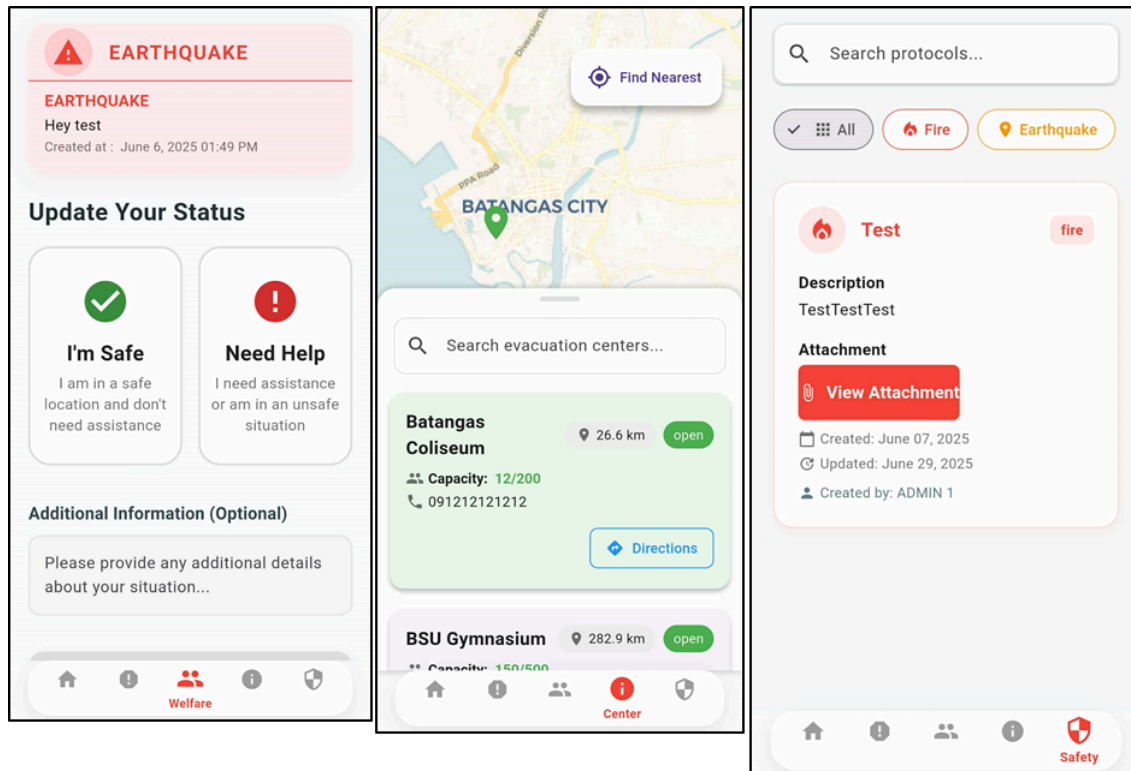 EARTHQUAKE
EARTHQUAKE
Hey test
Created at : June 6, 2025 01:49 PM
Update Your Status
I'm Safe
I am in a safe
location and don't
need assistance
Need Help
I need assistance
or am in an unsafe
situation
Additional Information (Optional)
Please provide any additional details
about your situation...
Welfare
Diversion Road
Find Nearest
PPA Road
BATANGAS CITY
Search evacuation centers...
Batangas
Coliseum
26.6 km
open
Capacity: 12/200
091212121212
Directions
BSU Gymnasium
282.9 km
open
Capacity: 150/500
Center
Search protocols...
All
Fire
Earthquake
Test
fire
Description
TestTestTest
Attachment
View Attachment
Created: June 07, 2025
Updated: June 29, 2025
Created by: ADMIN 1
Safety